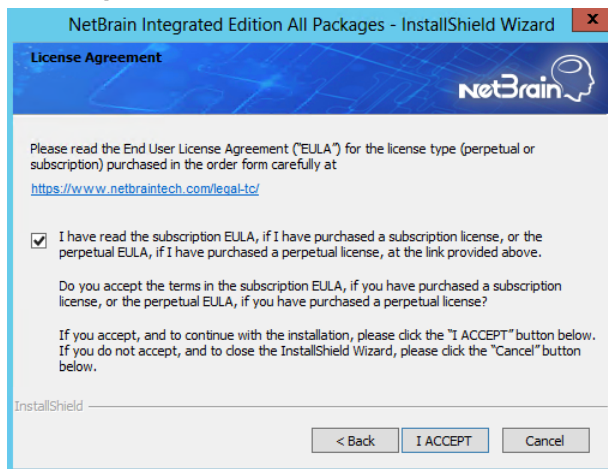 NetBrain Integrated Edition All Packages - InstallShield Wizard x
License Agreement
NetBrain
Please read the End User License Agreement ("EULA") for the license type (perpetual or
subscription) purchased in the order form carefully at
https://www.netbraintech.com/legal-tc/
I have read the subscription EULA, if I have purchased a subscription license, or the
perpetual EULA, if I have purchased a perpetual license, at the link provided above.
Do you accept the terms in the subscription EULA, if you have purchased a subscription
license, or the perpetual EULA, if you have purchased a perpetual license?
If you accept, and to continue with the installation, please click the "I ACCEPT" button below.
If you do not accept, and to close the InstallShield Wizard, please click the "Cancel" button
below.
InstallShield
< Back I ACCEPT Cancel